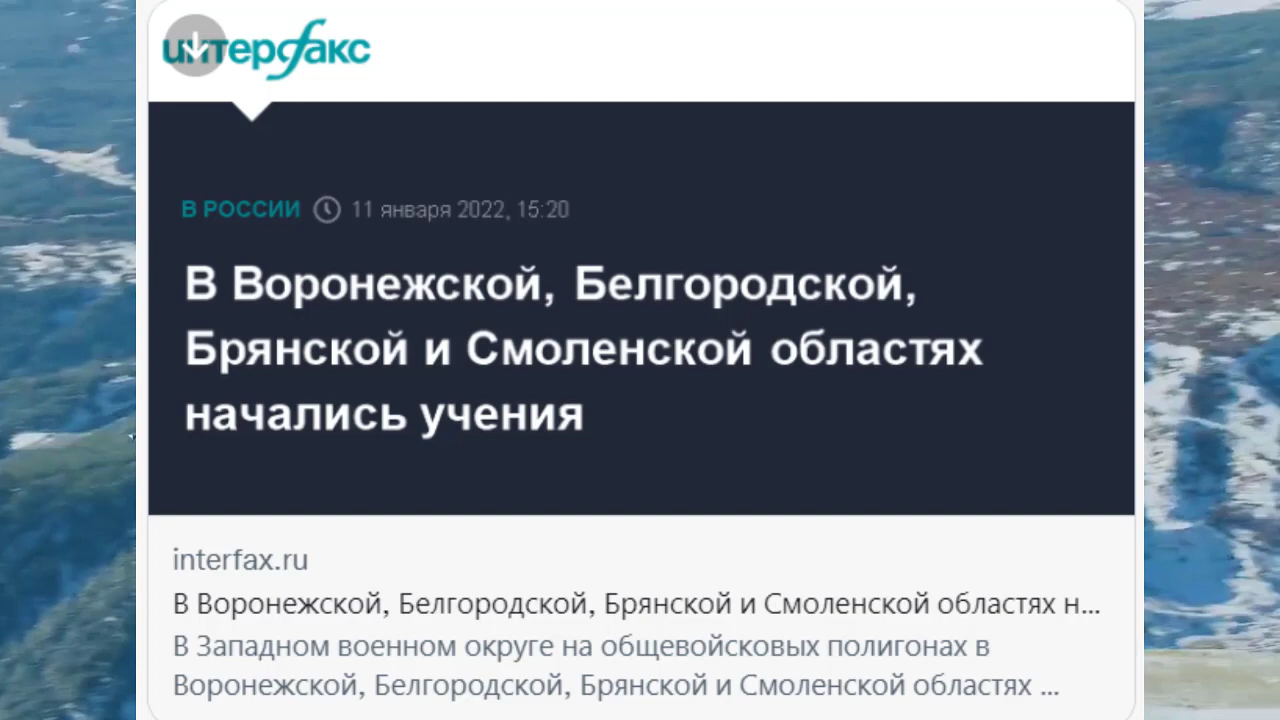 интерфакс
В РОССИИ 11 января 2022, 15:20
В Воронежской, Белгородской,
Брянской и Смоленской областях
начались учения
interfax.ru
В Воронежской, Белгородской, Брянской и Смоленской областях н...
В Западном военном округе на общевойсковых полигонах в
Воронежской, Белгородской, Брянской и Смоленской областях ...